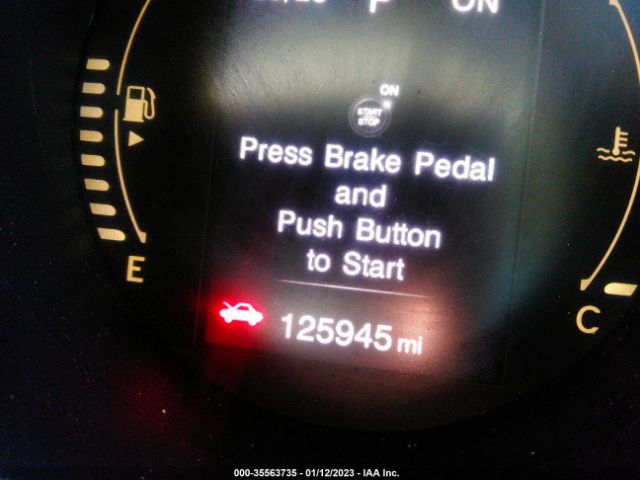 P ON
ON
START
STOP
Press Brake Pedal
and
Push Button
to Start
E
125945 mi
C
000-35563735 - 01/12/2023 - IAA Inc.